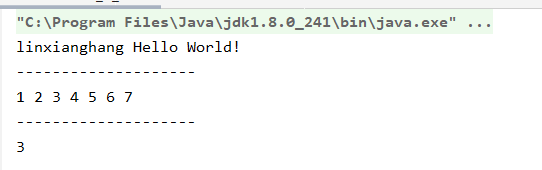 "C:\Program Files\Java\jdk1.8.0_241\bin\java.exe" ...
linxianghang Hello World!
--------------------
1 2 3 4 5 6 7
--------------------
3